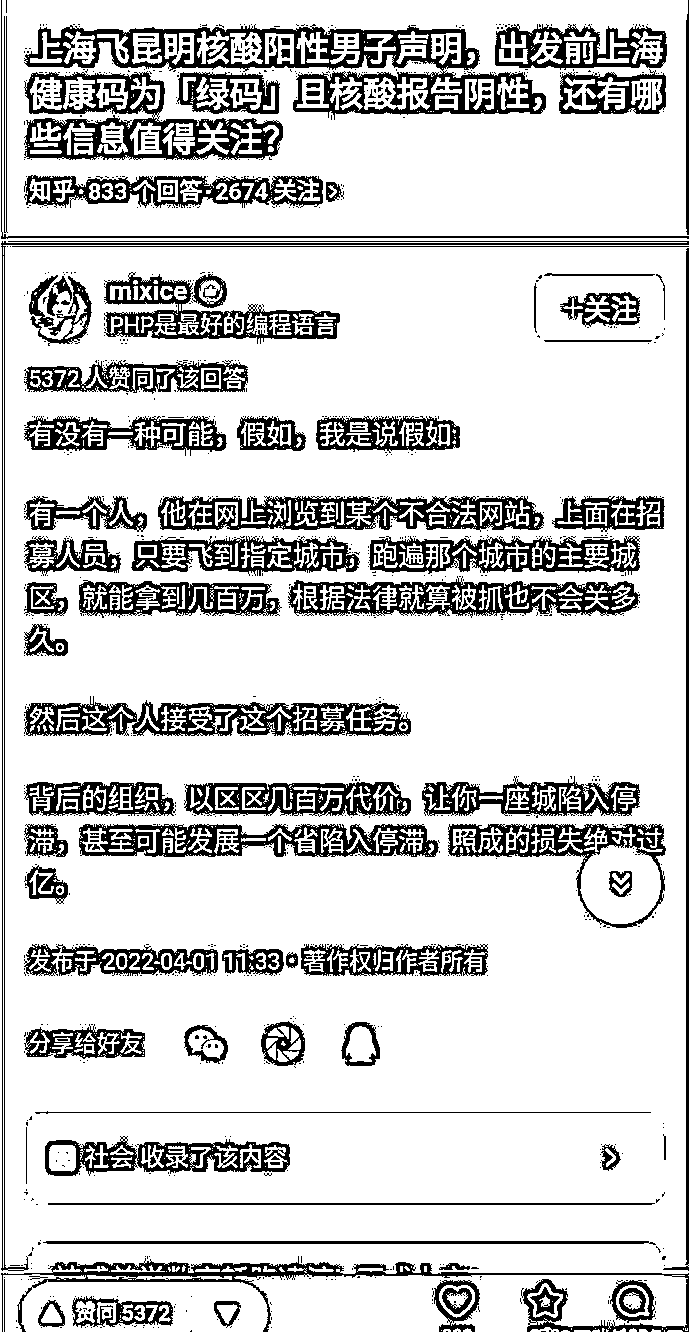 上海飞昆明核酸阳性男子声明，出发前上海
健康码为「绿码」且核酸报告阴性，还有哪
些信息值得关注？
知乎·833 个回答·2674 关注 >
mixice
PHP是最好的编程语言
+关注
5372 人赞同了该回答
有没有一种可能，假如，我是说假如:
有一个人，他在网上浏览到某个不合法网站，上面在招
募人员，只要飞到指定城市，跑遍那个城市的主要城
区，就能拿到几百万，根据法律就算被抓也不会关多
久。
然后这个人接受了这个招募任务。
背后的组织，以区区几百万代价，让你一座城陷入停
滞，甚至可能发展一个省陷入停滞，照成的损失绝对过
亿。
发布于 2022-04-01 11:33 · 著作权归作者所有
分享给好友
社会 收录了该内容
赞同 5372